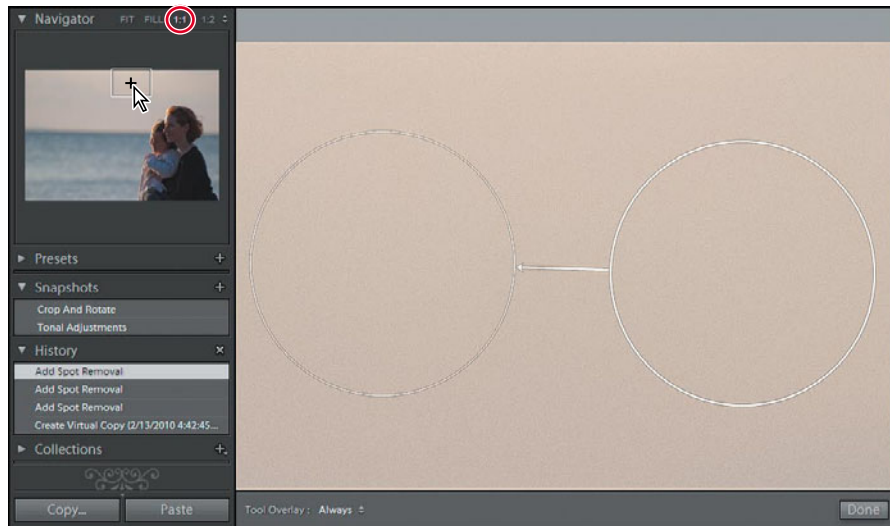 Navigator FIT FILL 1:1 1:2
Presets
Snapshots
Crop And Rotate
Tonal Adjustments
History
Add Spot Removal
Add Spot Removal
Add Spot Removal
Create Virtual Copy (2/13/2010 4:42:45...
Collections
Copy... Paste
Tool Overlay : Always
Done